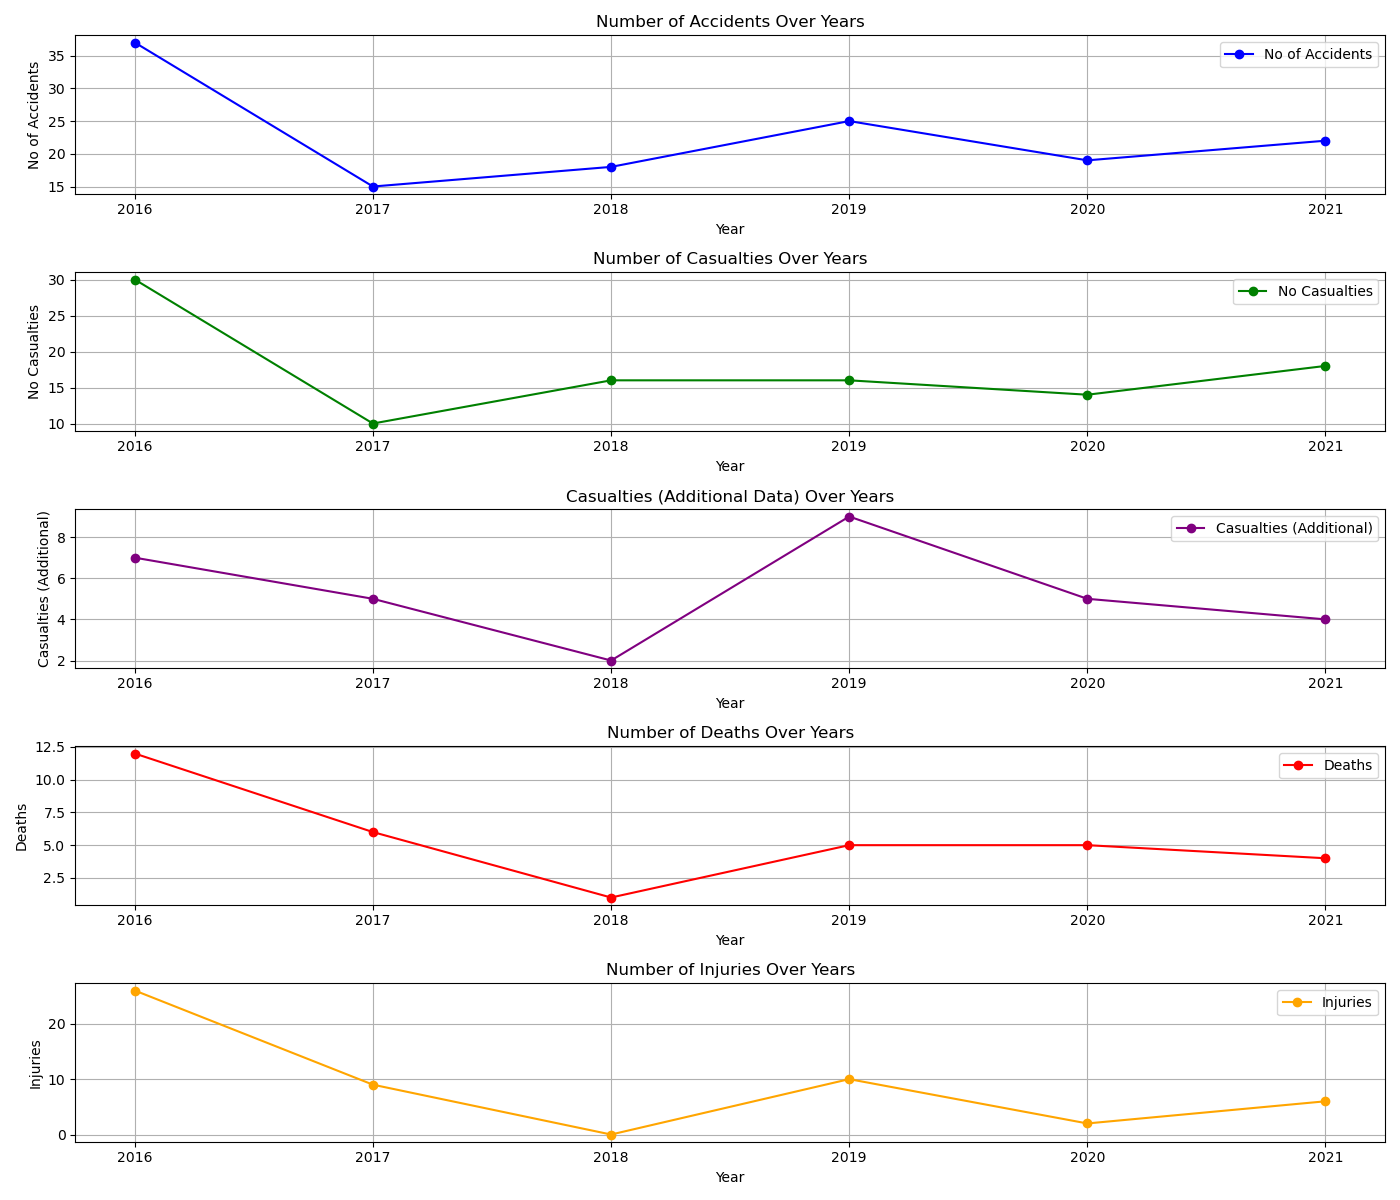 Number of Accidents Over Years
No of Accidents
35
30
25
20
15
No of Accidents
2016 2017 2018 2019 2020 2021
Year
Number of Casualties Over Years
No Casualties
30
25
20
15
10
No Casualties
2016 2017 2018 2019 2020 2021
Year
Casualties (Additional Data) Over Years
Casualties (Additional)
8
6
4
2
Casualties (Additional)
2016 2017 2018 2019 2020 2021
Year
Number of Deaths Over Years
Deaths
12.5
10.0
7.5
5.0
2.5
Deaths
2016 2017 2018 2019 2020 2021
Year
Number of Injuries Over Years
Injuries
20
10
0
Injuries
2016 2017 2018 2019 2020 2021
Year